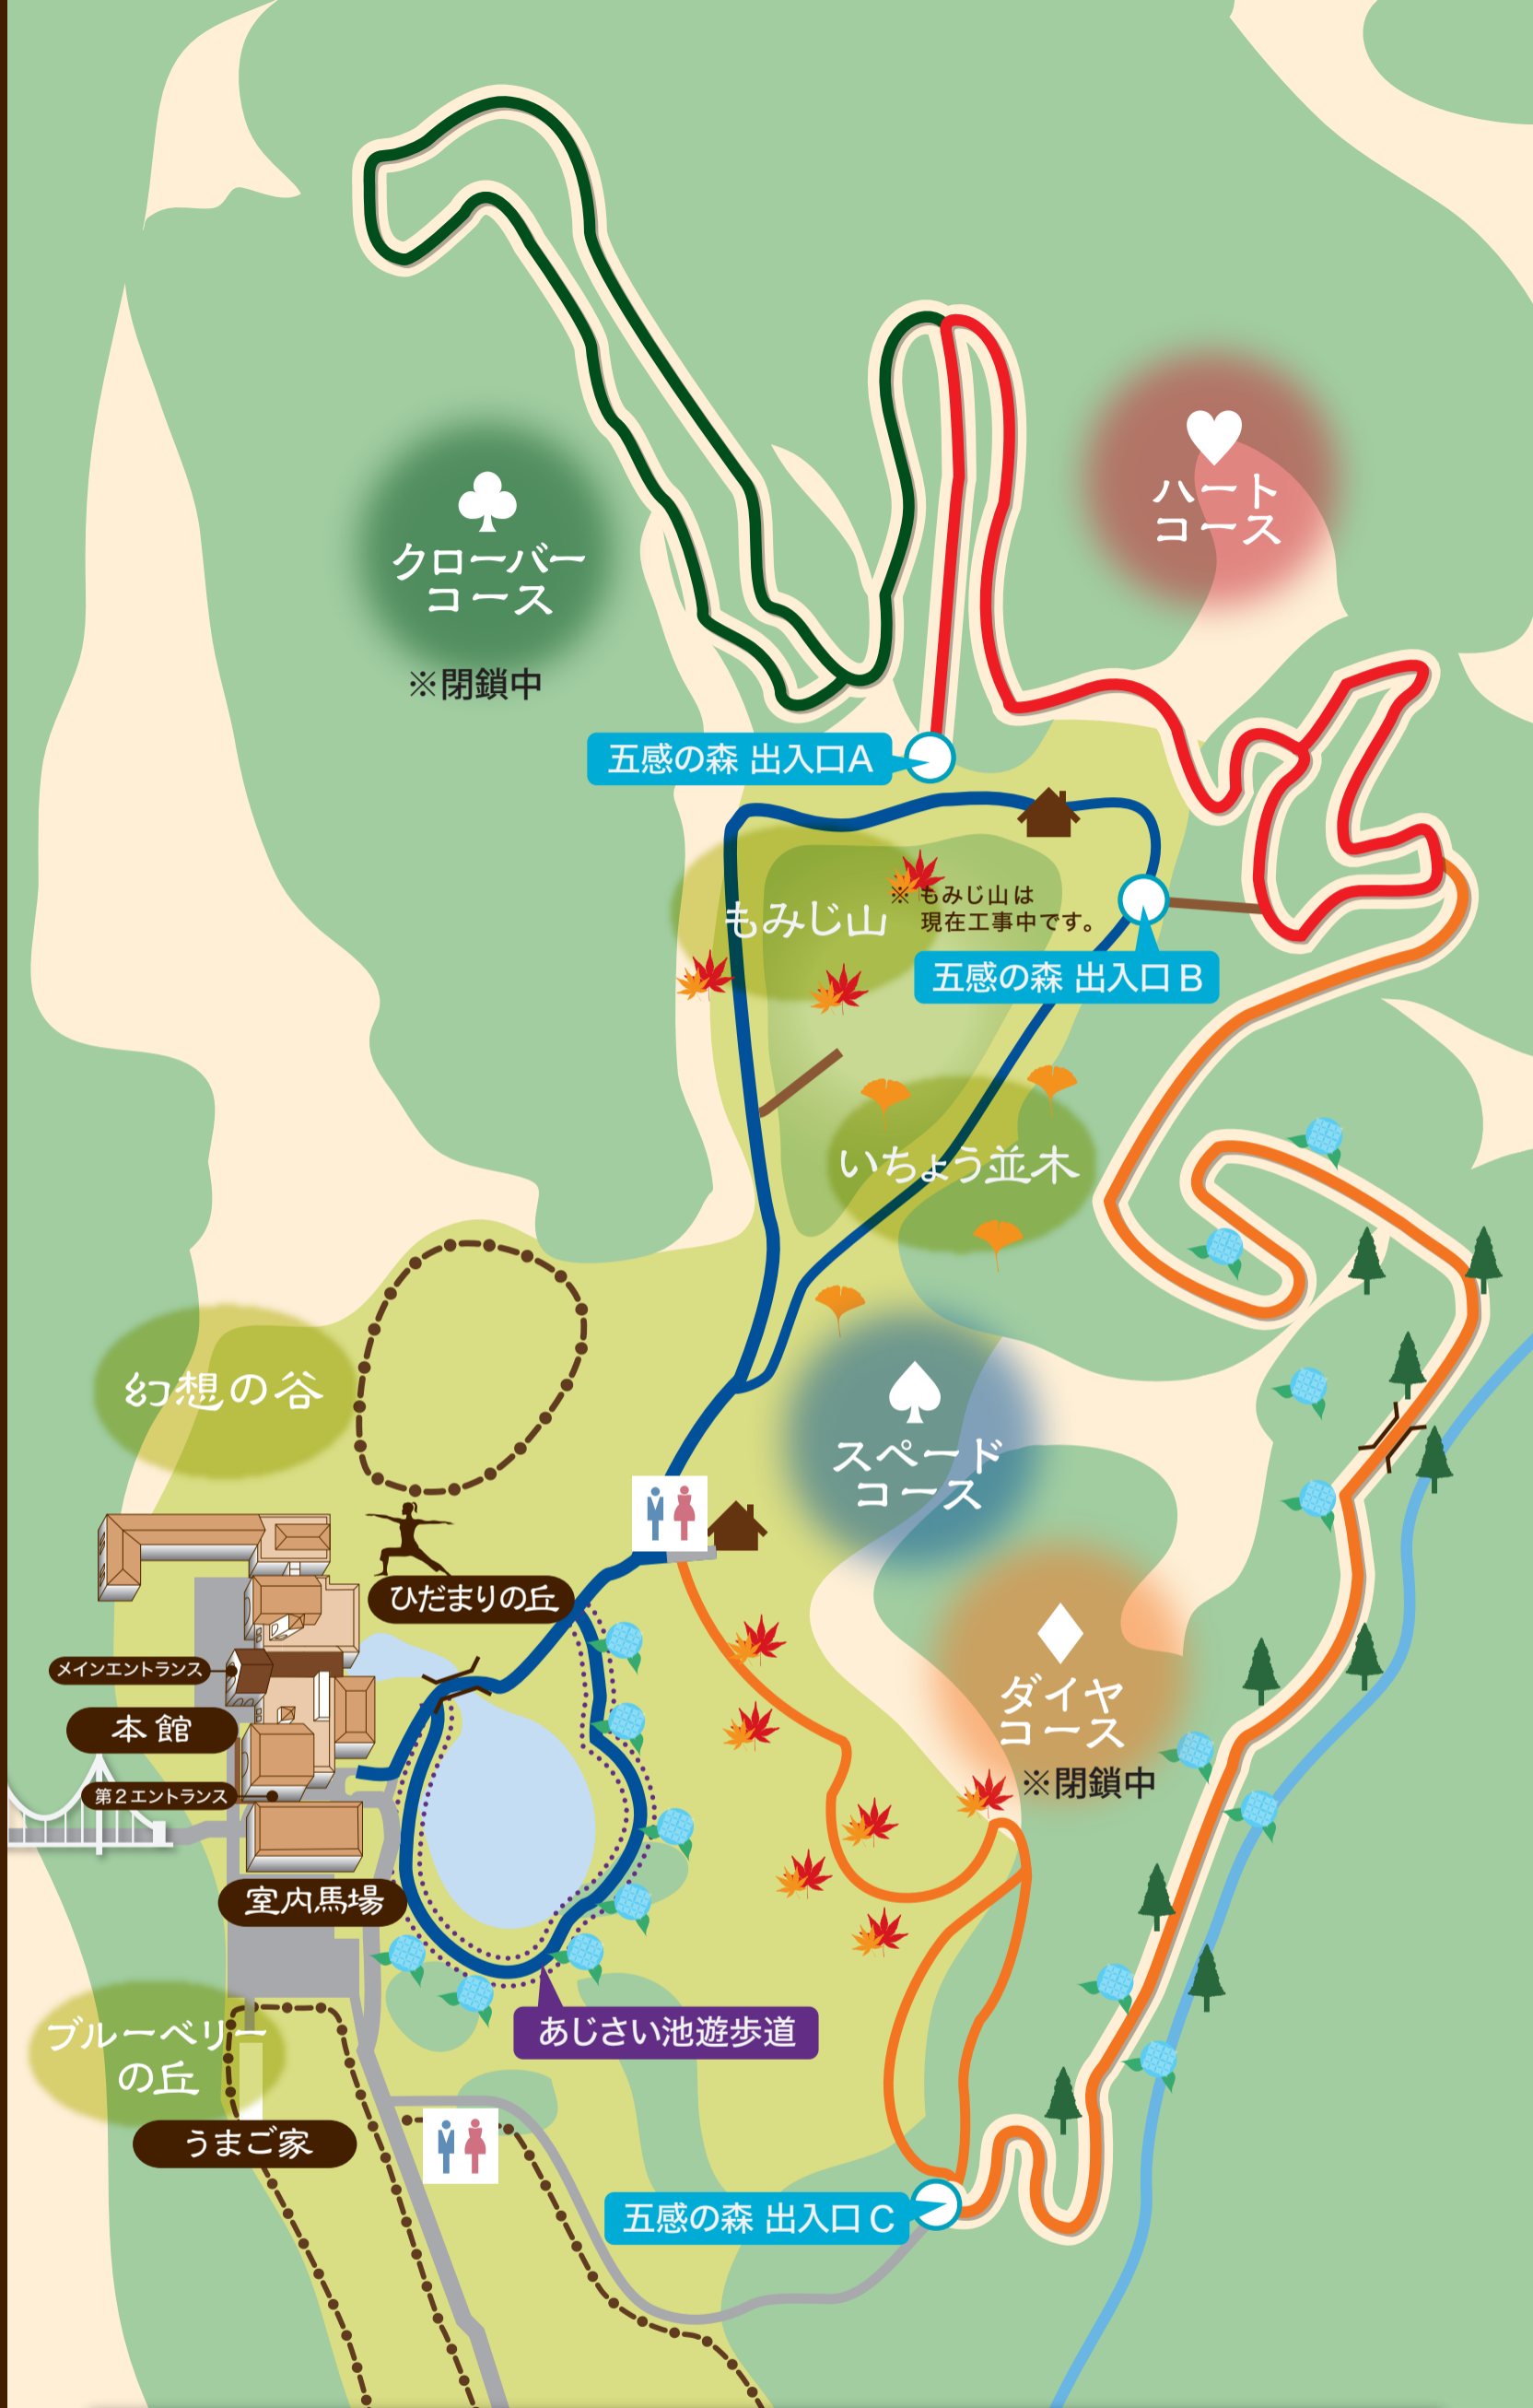 ハート
コース
クローバー
コース
※閉鎖中
五感の森 出入口A
もみじ山
※ もみじ山は
現在工事中です。
五感の森 出入口 B
いちょう並木
幻想の谷
スペード
コース
ひだまりの丘
メインエントランス
本館
第2エントランス
ダイヤ
コース
※閉鎖中
室内馬場
あじさい池遊歩道
ブルーベリー
の丘
うまご家
五感の森 出入口 C